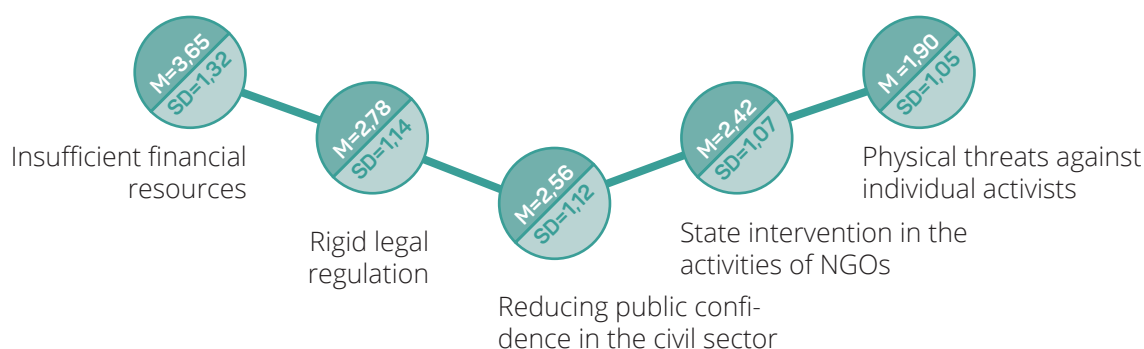 M=3,65
SD=1,32
Insufficient financial
resources
M=2,78
SD=1,14
Rigid legal
regulation
M=2,56
SD=1,12
Reducing public confi-
dence in the civil sector
M=2,42
SD=1,07
State intervention in the
activities of NGOs
M =1,90
SD=1,05
Physical threats against
individual activists